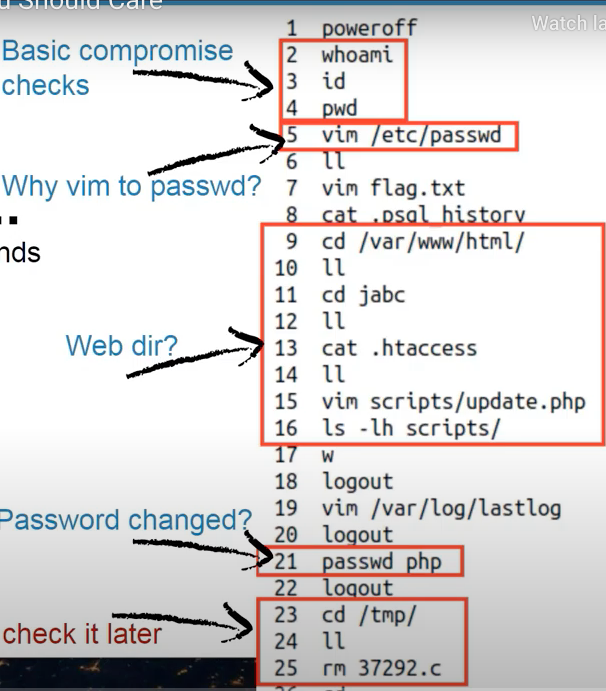 u Should Care
Watch la
Basic compromise
checks
Why vim to passwd?
..
nds
Web dir?
Password changed?
check it later
1 poweroff
2 whoami
3 id
4 pwd
5 vim /etc/passwd
6 ll
7 vim flag.txt
8 cat .psql_history
9 cd /var/www/html/
10 ll
11 cd jabc
12 ll
13 cat .htaccess
14 ll
15 vim scripts/update.php
16 ls -lh scripts/
17 w
18 logout
19 vim /var/log/lastlog
20 logout
21 passwd php
22 logout
23 cd /tmp/
24 ll
25 rm 37292.c